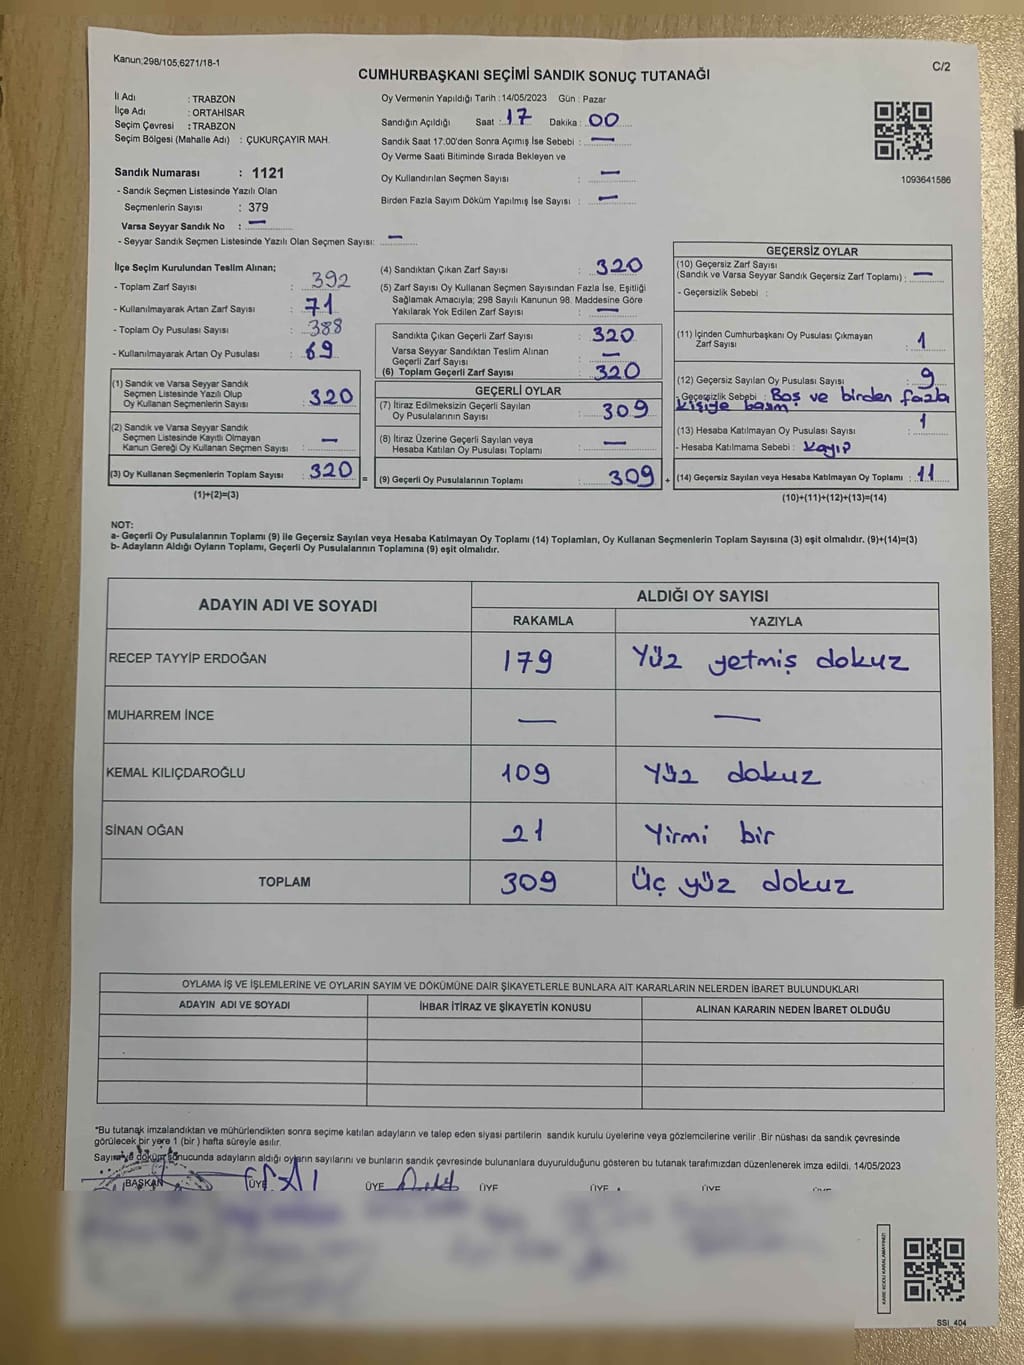 Kanun;298/105,6271/18-1
C/2
CUMHURBAŞKANI SEÇİMİ SANDIK SONUÇ TUTANAĞI
İl Adı : TRABZON
İlçe Adı : ORTAHİSAR
Seçim Çevresi : TRABZON
Seçim Bölgesi (Mahalle Adı) : ÇUKURÇAYIR MAH.
Sandık Numarası : 1121
- Sandık Seçmen Listesinde Yazılı Olan
Seçmenlerin Sayısı : 379
Varsa Seyyar Sandık No : —
- Seyyar Sandık Seçmen Listesinde Yazılı Olan Seçmen Sayısı: —
Oy Vermenin Yapıldığı Tarih : 14/05/2023 Gün : Pazar
Sandığın Açıldığı Saat : 17 Dakika : 00
Sandık Saat 17:00'den Sonra Açımış İse Sebebi : —
Oy Verme Saati Bitiminde Sırada Bekleyen ve
Oy Kullandırılan Seçmen Sayısı : —
Birden Fazla Sayım Döküm Yapılmış İse Sayısı : —
1093641586
İlçe Seçim Kurulundan Teslim Alınan;
- Toplam Zarf Sayısı : 392
- Kullanılmayarak Artan Zarf Sayısı : 71
- Toplam Oy Pusulası Sayısı : 388
- Kullanılmayarak Artan Oy Pusulası : 69
(1) Sandık ve Varsa Seyyar Sandık
Seçmen Listesinde Yazılı Olup
Oy Kullanan Seçmenlerin Sayısı : 320
(2) Sandık ve Varsa Seyyar Sandık
Seçmen Listesinde Kayıtlı Olmayan
Kanun Gereği Oy Kullanan Seçmen Sayısı : —
(3) Oy Kullanan Seçmenlerin Toplam Sayısı : 320
(1)+(2)=(3)
=
(4) Sandıktan Çıkan Zarf Sayısı : 320
(5) Zarf Sayısı Oy Kullanan Seçmen Sayısından Fazla İse, Eşitliği
Sağlamak Amacıyla; 298 Sayılı Kanunun 98. Maddesine Göre
Yakılarak Yok Edilen Zarf Sayısı : —
Sandıkta Çıkan Geçerli Zarf Sayısı : 320
Varsa Seyyar Sandıktan Teslim Alınan
Geçerli Zarf Sayısı : —
(6) Toplam Geçerli Zarf Sayısı : 320
GEÇERLİ OYLAR
(7) İtiraz Edilmeksizin Geçerli Sayılan
Oy Pusulalarının Sayısı : 309
(8) İtiraz Üzerine Geçerli Sayılan veya
Hesaba Katılan Oy Pusulası Toplamı : —
(9) Geçerli Oy Pusulalarının Toplamı : 309
+
GEÇERSİZ OYLAR
(10) Geçersiz Zarf Sayısı
(Sandık ve Varsa Seyyar Sandık Geçersiz Zarf Toplamı) : —
- Geçersizlik Sebebi :
(11) İçinden Cumhurbaşkanı Oy Pusulası Çıkmayan
Zarf Sayısı : 1
(12) Geçersiz Sayılan Oy Pusulası Sayısı : 9
- Geçersizlik Sebebi : Boş ve birden fazla
kişiye basım
(13) Hesaba Katılmayan Oy Pusulası Sayısı : 1
- Hesaba Katılmama Sebebi : Kayıp
(14) Geçersiz Sayılan veya Hesaba Katılmayan Oy Toplamı : 11
(10)+(11)+(12)+(13)=(14)
NOT:
a- Geçerli Oy Pusulalarının Toplamı (9) ile Geçersiz Sayılan veya Hesaba Katılmayan Oy Toplamı (14) Toplamları, Oy Kullanan Seçmenlerin Toplam Sayısına (3) eşit olmalıdır. (9)+(14)=(3)
b- Adayların Aldığı Oyların Toplamı, Geçerli Oy Pusulalarının Toplamına (9) eşit olmalıdır.
ADAYIN ADI VE SOYADI
ALDIĞI OY SAYISI
RAKAMLA YAZIYLA
RECEP TAYYİP ERDOĞAN 179 Yüz yetmiş dokuz
MUHARREM İNCE — —
KEMAL KILIÇDAROĞLU 109 Yüz dokuz
SİNAN OĞAN 21 Yirmi bir
TOPLAM 309 Üç yüz dokuz
OYLAMA İŞ VE İŞLEMLERİNE VE OYLARIN SAYIM VE DÖKÜMÜNE DAİR ŞİKAYETLERLE BUNLARA AİT KARARLARIN NELERDEN İBARET BULUNDUKLARI
ADAYIN ADI VE SOYADI İHBAR İTİRAZ VE ŞİKAYETİN KONUSU ALINAN KARARIN NEDEN İBARET OLDUĞU
*Bu tutanak imzalandıktan ve mühürlendikten sonra seçime katılan adayların ve talep eden siyasi partilerin sandık kurulu üyelerine veya gözlemcilerine verilir .Bir nüshası da sandık çevresinde
görülecek bir yere 1 (bir ) hafta süreyle asılır.
Sayım ve döküm sonucunda adayların aldığı oyların sayılarını ve bunların sandık çevresinde bulunanlara duyurulduğunu gösteren bu tutanak tarafımızdan düzenlenerek imza edildi. 14/05/2023
BAŞKAN ÜYE ÜYE ÜYE ÜYE ÜYE ÜYE
KARE KODU KARALAMAYINIZ!
SSI_404